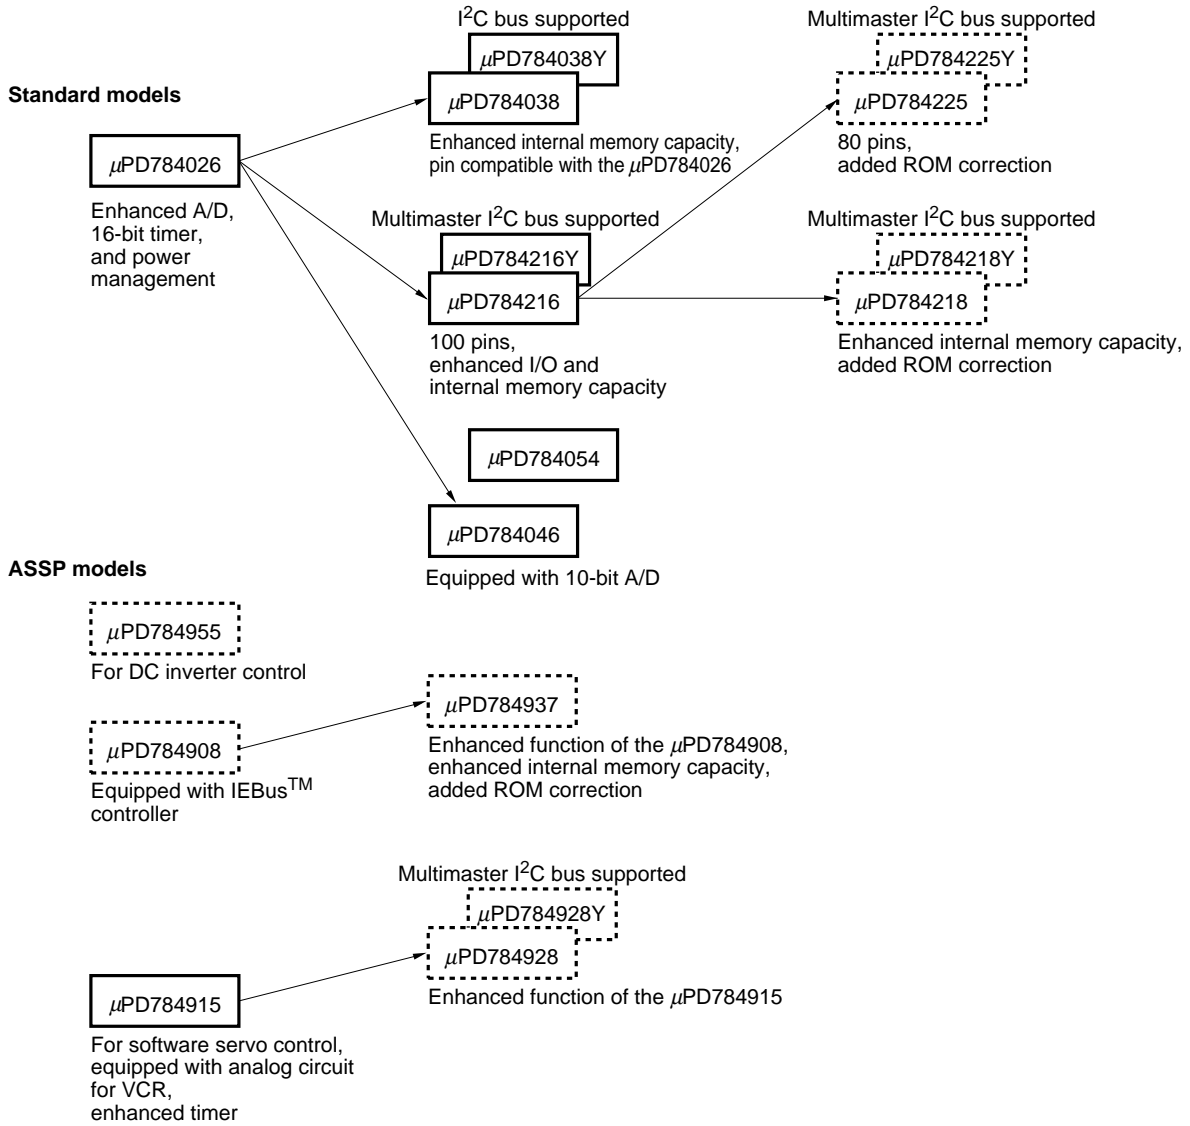 I2C bus supported
μPD784038Y
μPD784038
Enhanced internal memory capacity,
pin compatible with the μPD784026
Multimaster I2C bus supported
μPD784225Y
μPD784225
80 pins,
added ROM correction
Standard models
μPD784026
Enhanced A/D,
16-bit timer,
and power
management
Multimaster I2C bus supported
μPD784216Y
μPD784216
100 pins,
enhanced I/O and
internal memory capacity
Multimaster I2C bus supported
μPD784218Y
μPD784218
Enhanced internal memory capacity,
added ROM correction
μPD784054
μPD784046
Equipped with 10-bit A/D
ASSP models
μPD784955
For DC inverter control
μPD784908
Equipped with IEBusTM
controller
μPD784937
Enhanced function of the μPD784908,
enhanced internal memory capacity,
added ROM correction
Multimaster I2C bus supported
μPD784928Y
μPD784928
Enhanced function of the μPD784915
μPD784915
For software servo control,
equipped with analog circuit
for VCR,
enhanced timer